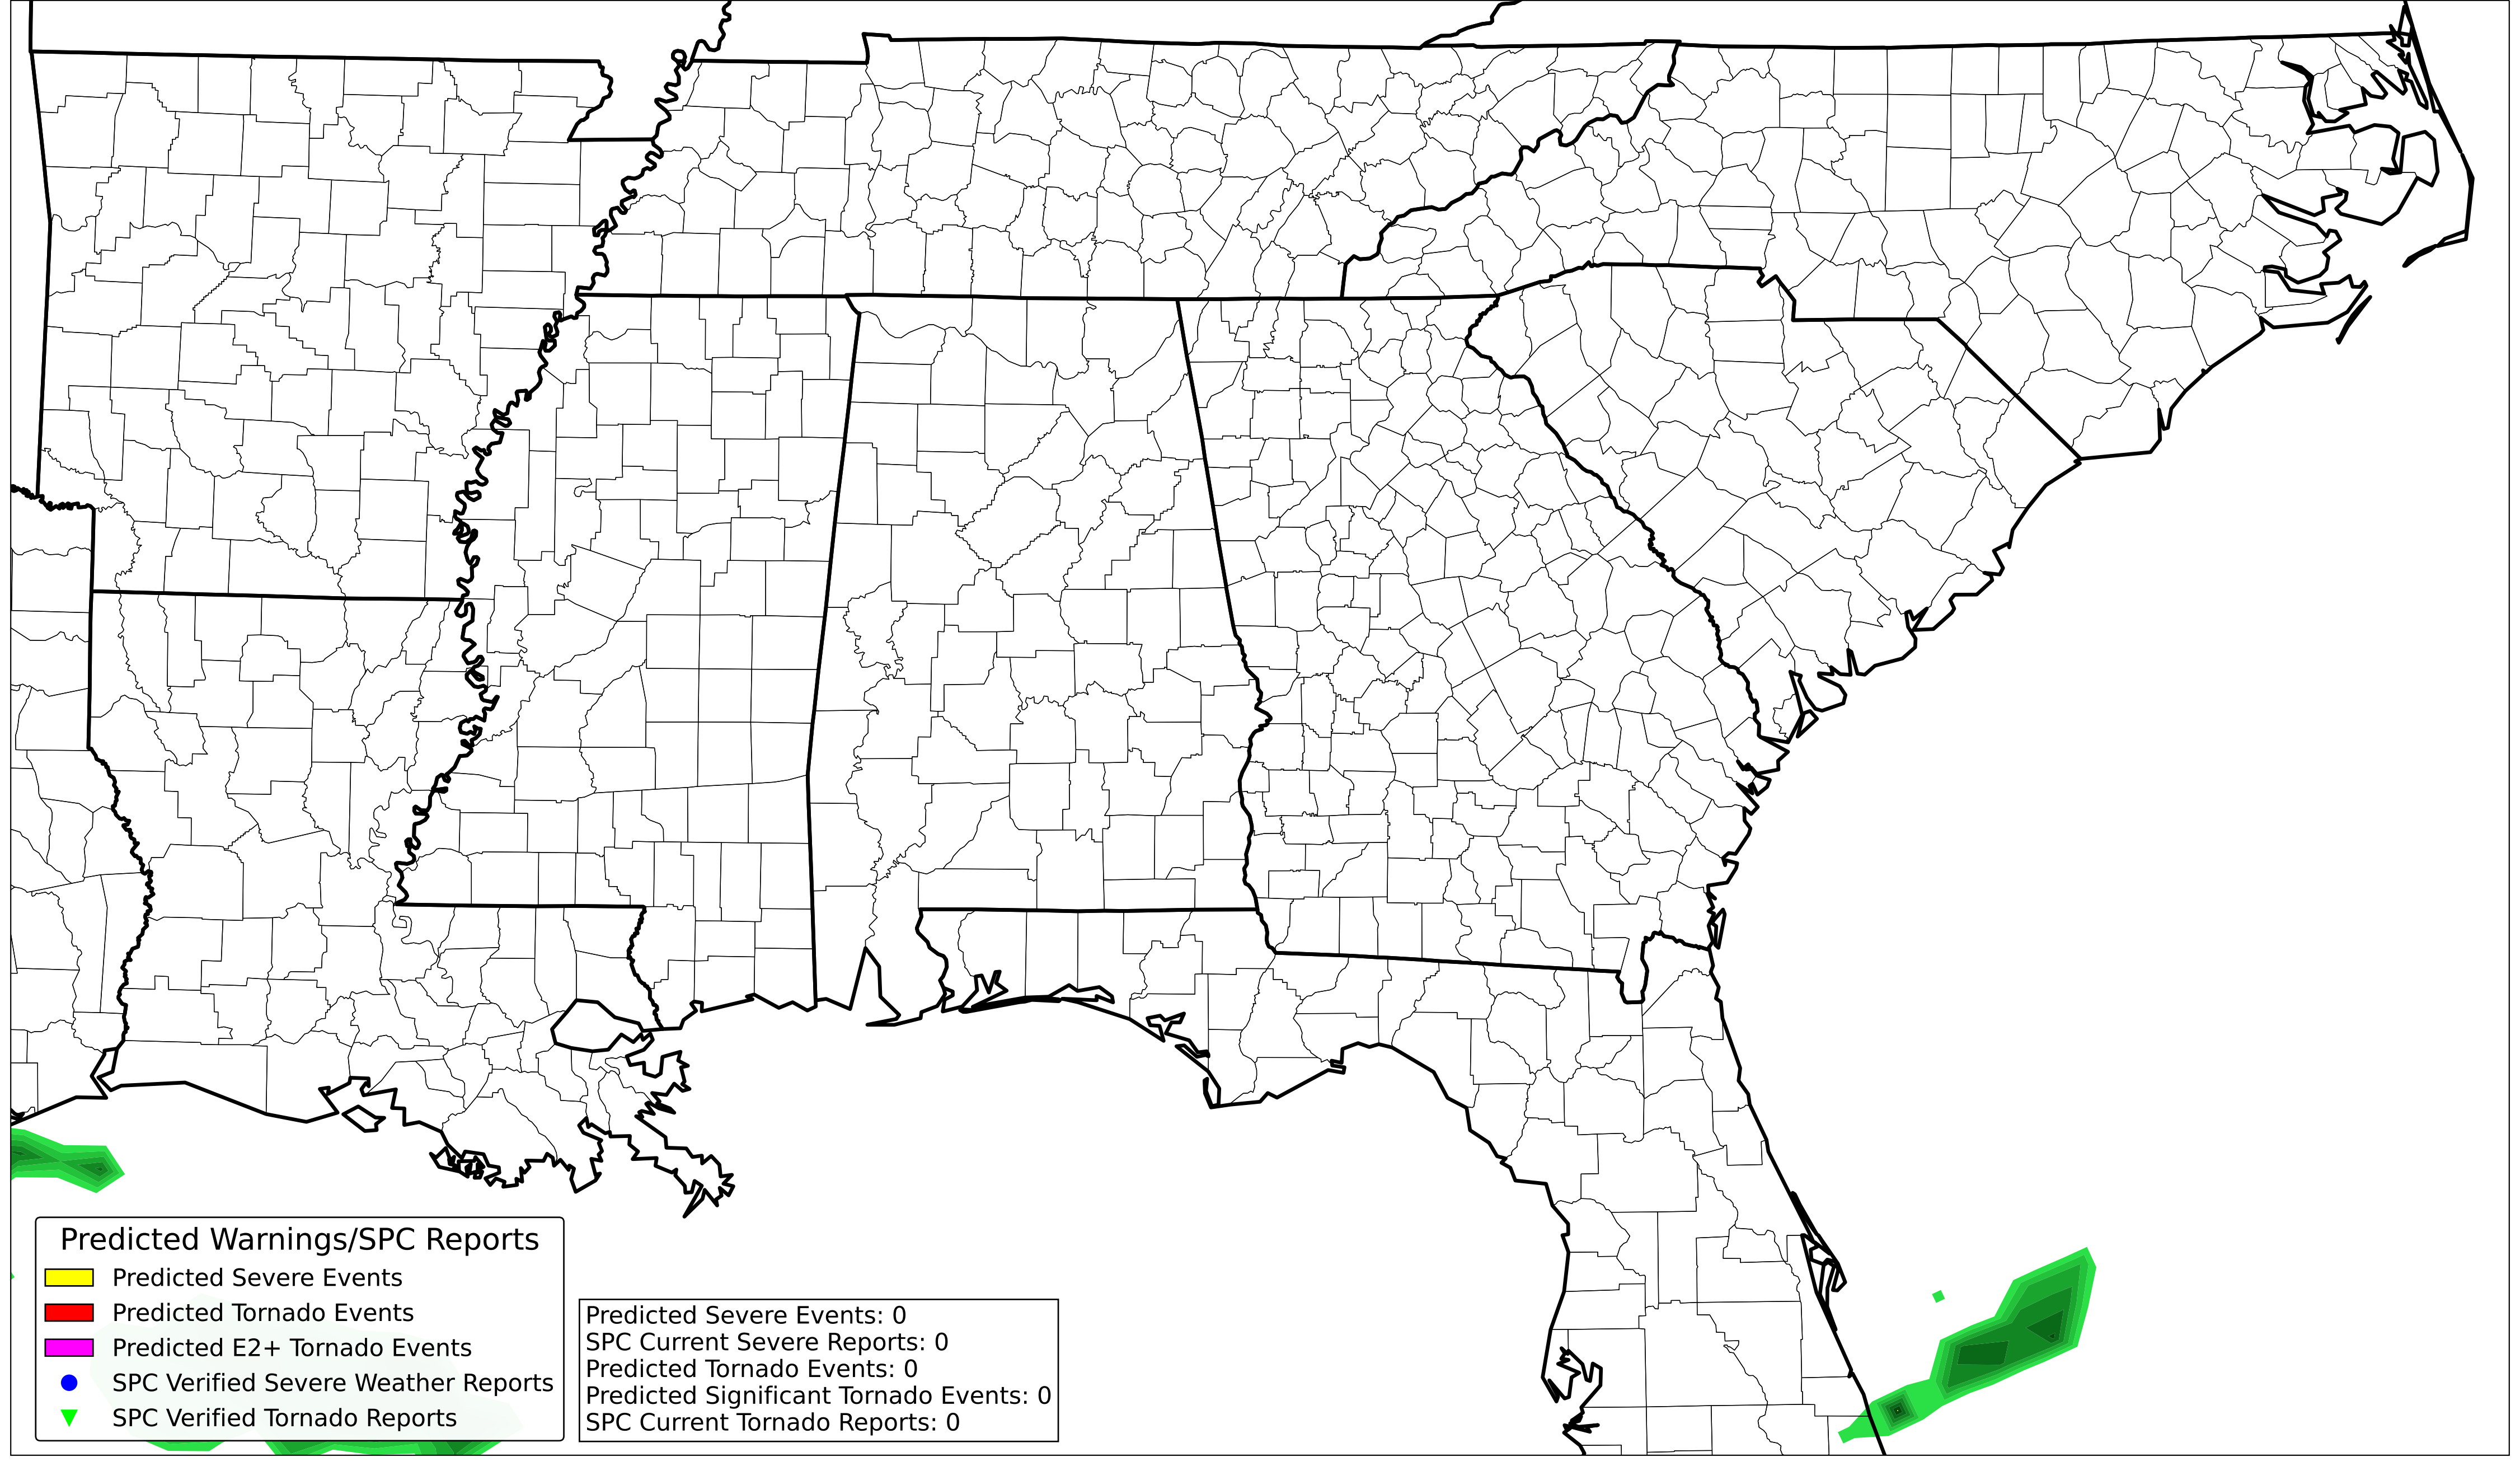 Predicted Warnings/SPC Reports
Predicted Severe Events
Predicted Tornado Events
Predicted E2+ Tornado Events
SPC Verified Severe Weather Reports
SPC Verified Tornado Reports
Predicted Severe Events: 0
SPC Current Severe Reports: 0
Predicted Tornado Events: 0
Predicted Significant Tornado Events: 0
SPC Current Tornado Reports: 0